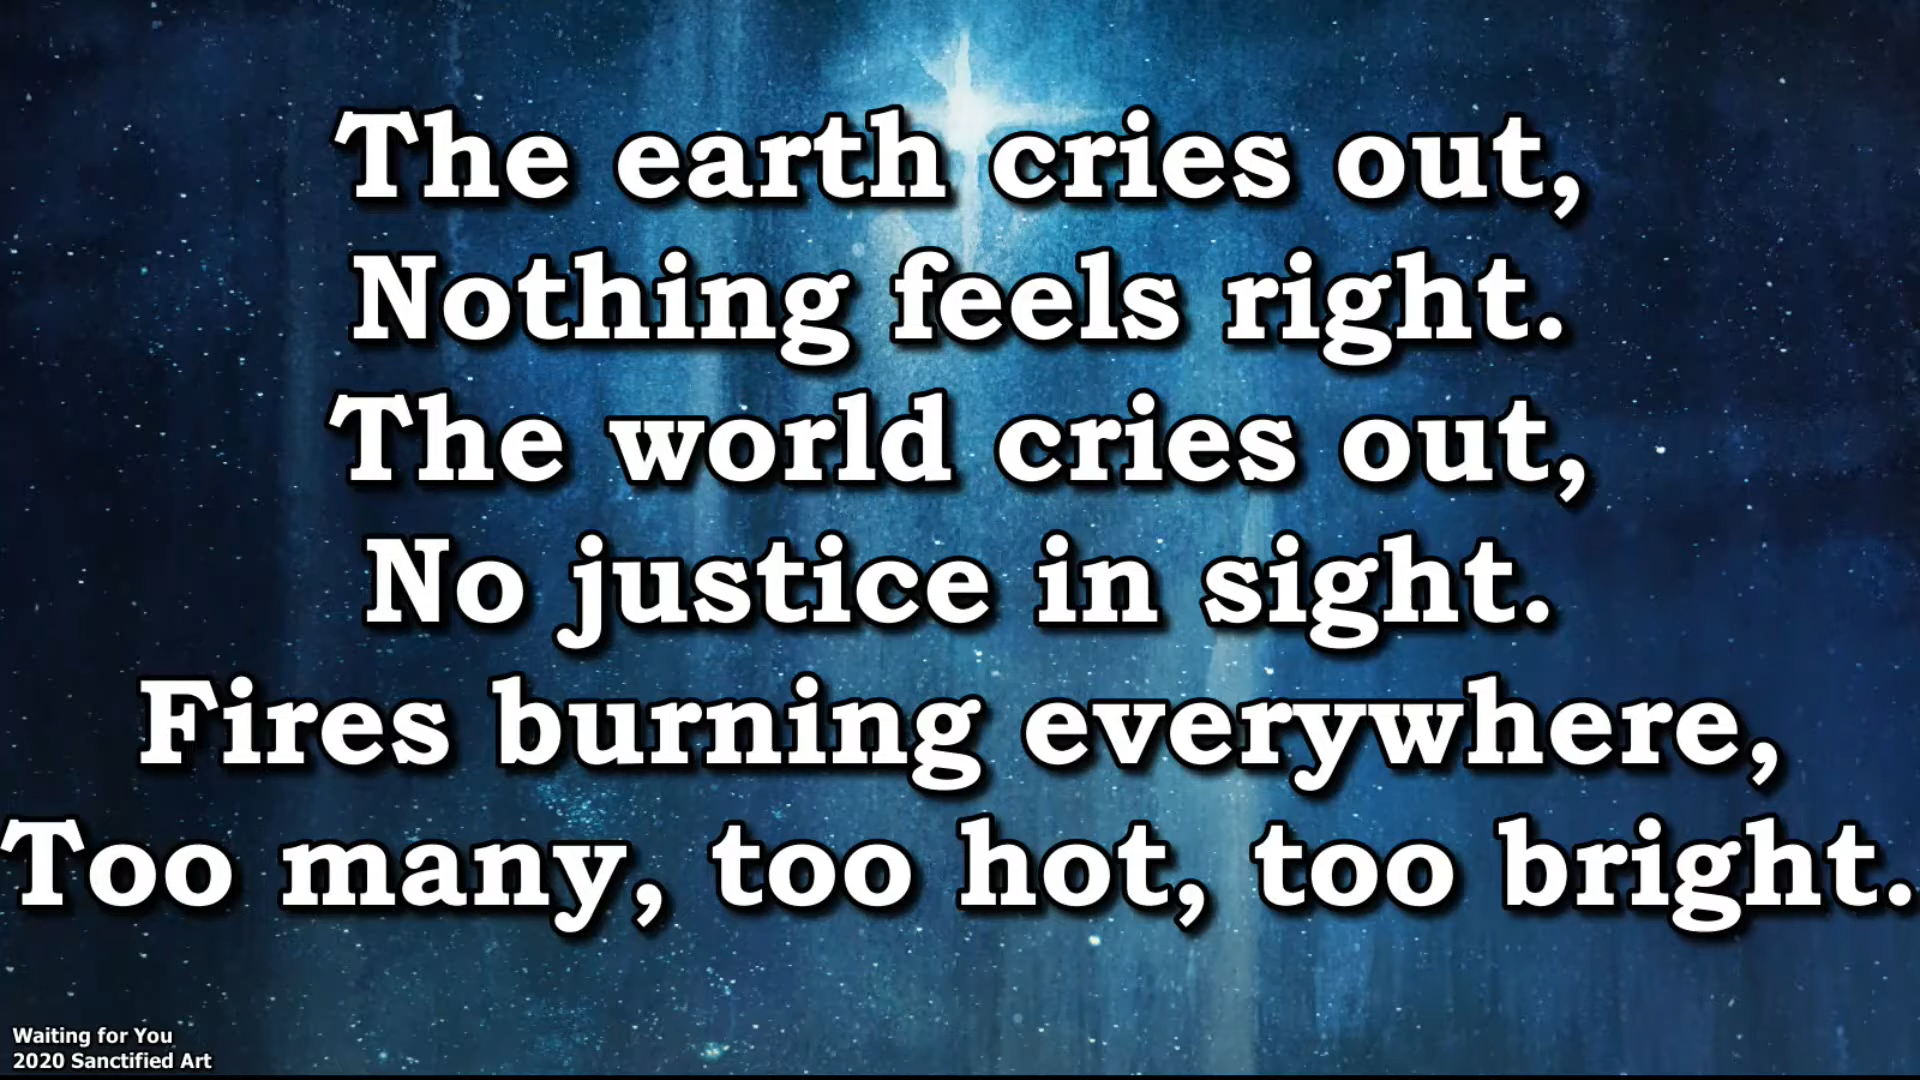 The earth cries out,
Nothing feels right.
The world cries out,
No justice in sight.
Fires burning everywhere,
Too many, too hot, too bright.
Waiting for You
2020 Sanctified Art